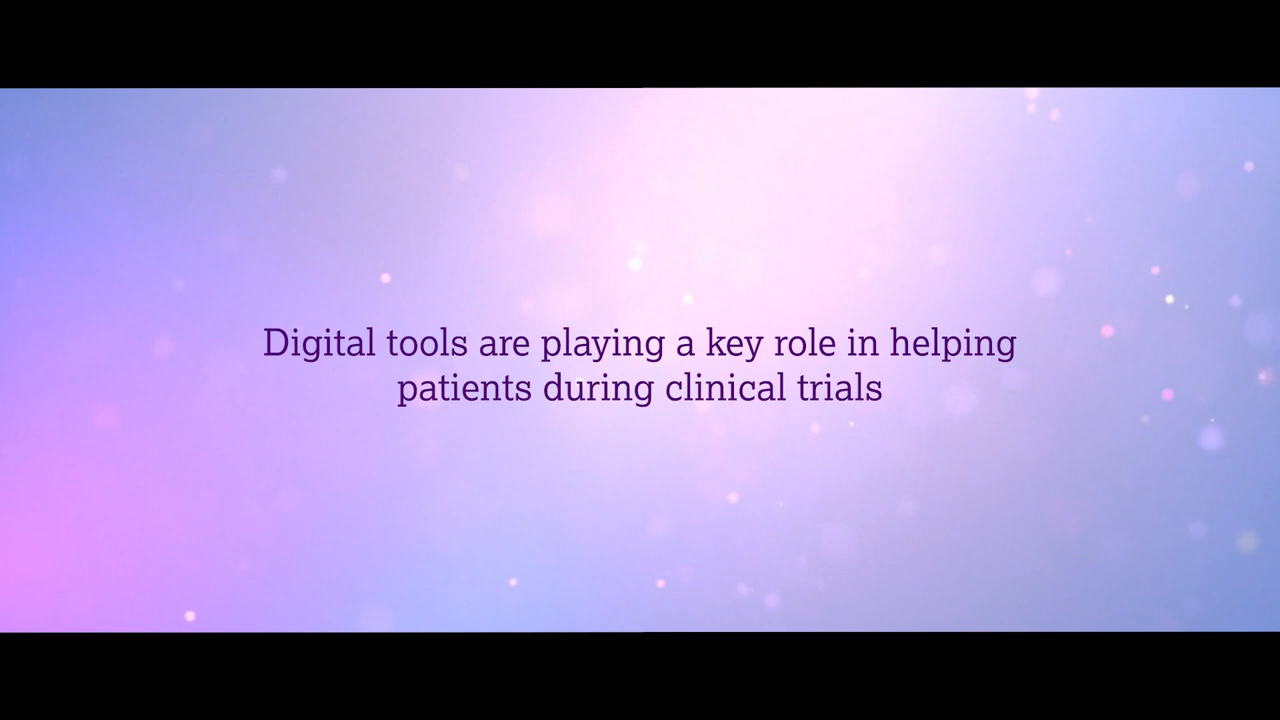 Digital tools are playing a key role in helping
patients during clinical trials